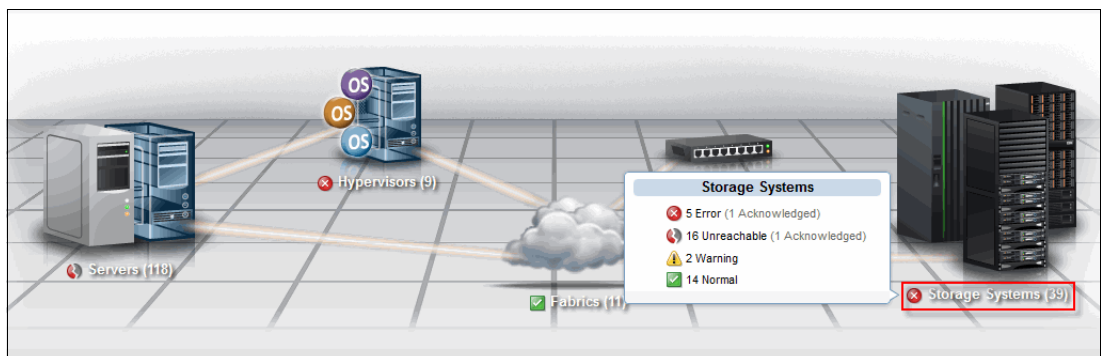 OS
OS
OS
Hypervisors (9)
Storage Systems
5 Error (1 Acknowledged)
16 Unreachable (1 Acknowledged)
2 Warning
14 Normal
Servers (118)
Fabrics (11)
Storage Systems (39)